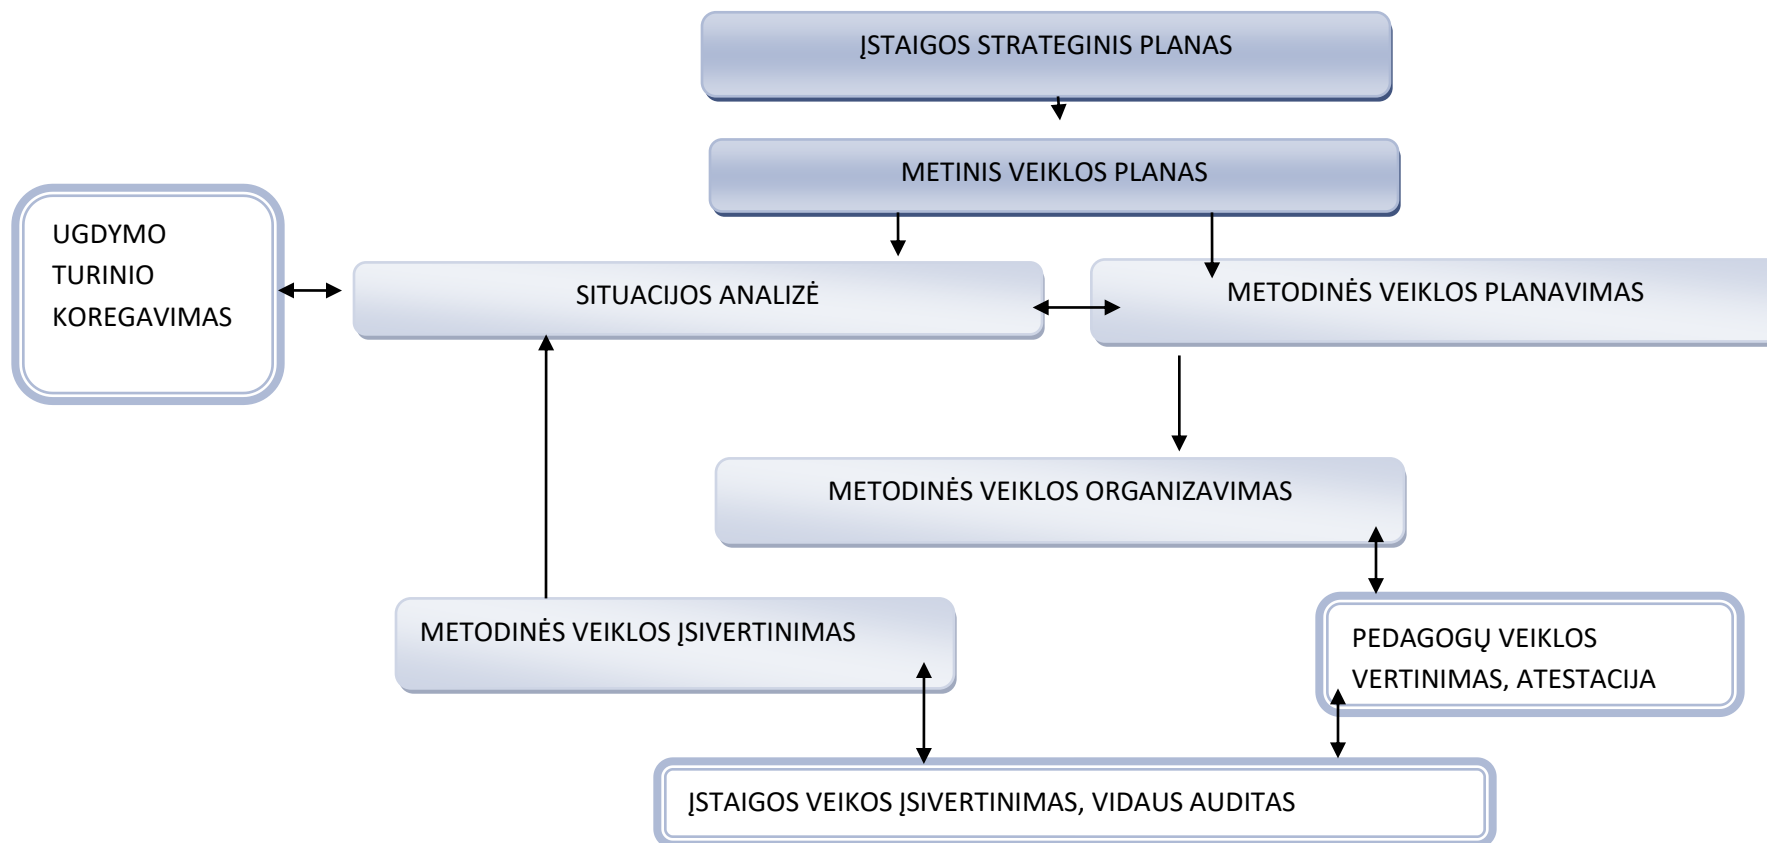 ĮSTAIGOS STRATEGINIS PLANAS
METINIS VEIKLOS PLANAS
UGDYMO
TURINIO
KOREGAVIMAS
SITUACIJOS ANALIZĖ
METODINĖS VEIKLOS PLANAVIMAS
METODINĖS VEIKLOS ORGANIZAVIMAS
METODINĖS VEIKLOS ĮSIVERTINIMAS
PEDAGOGŲ VEIKLOS
VERTINIMAS, ATESTACIJA
ĮSTAIGOS VEIKOS ĮSIVERTINIMAS, VIDAUS AUDITAS